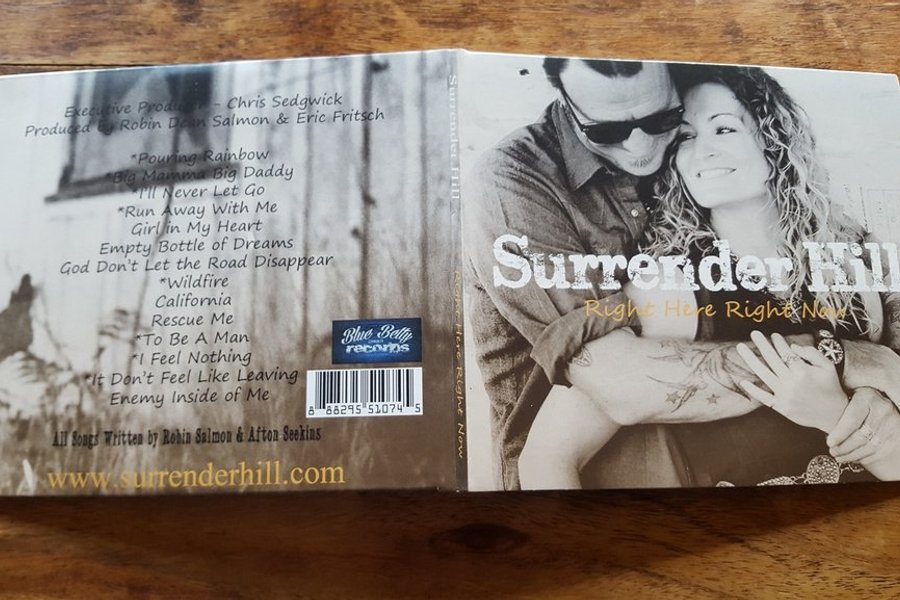 Executive Producer - Chris Sedgwick
Produced by Robin Dean Salmon & Eric Fritsch
*Pouring Rainbow
*Big Mamma Big Daddy
*I'll Never Let Go
*Run Away With Me
Girl in My Heart
Empty Bottle of Dreams
God Don't Let the Road Disappear
*Wildfire
California
Rescue Me
*To Be A Man
*I Feel Nothing
*It Don't Feel Like Leaving
Enemy Inside of Me
All Songs Written by Robin Salmon & Afton Seekins
www.surrenderhill.com
Blue Betty
records
8 88295 51074 5
Surrender Hill
Right Here Right Now
Surrender Hill
Right Here Right Now